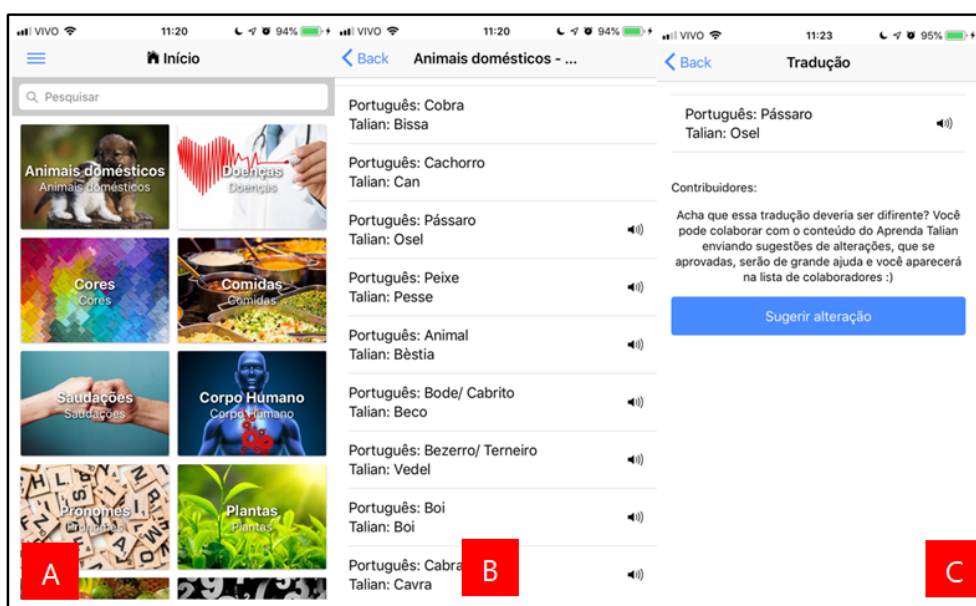 VIVO 11:20 94%
Início
Pesquisar
Animais domésticos
Animais domésticos
Doenças
Doenças
Cores
Cores
Comidas
Comidas
Saudações
Saudações
Corpo Humano
Corpo Humano
Pronomes
Pronomes
Plantas
Plantas
A
VIVO 11:20 94%
Back Animais domésticos - ...
Português: Cobra
Talian: Bissa
Português: Cachorro
Talian: Can
Português: Pássaro
Talian: Osel
Português: Peixe
Talian: Pesse
Português: Animal
Talian: Bèstia
Português: Bode/ Cabrito
Talian: Beco
Português: Bezerro/ Terneiro
Talian: Vedel
Português: Boi
Talian: Boi
Português: Cabra
Talian: Cavra
B
VIVO 11:23 95%
Back Tradução
Português: Pássaro
Talian: Osel
Contribuidores:
Acha que essa tradução deveria ser difirente? Você
pode colaborar com o conteúdo do Aprenda Talian
enviando sugestões de alterações, que se
aprovadas, serão de grande ajuda e você aparecerá
na lista de colaboradores :)
Sugerir alteração
C